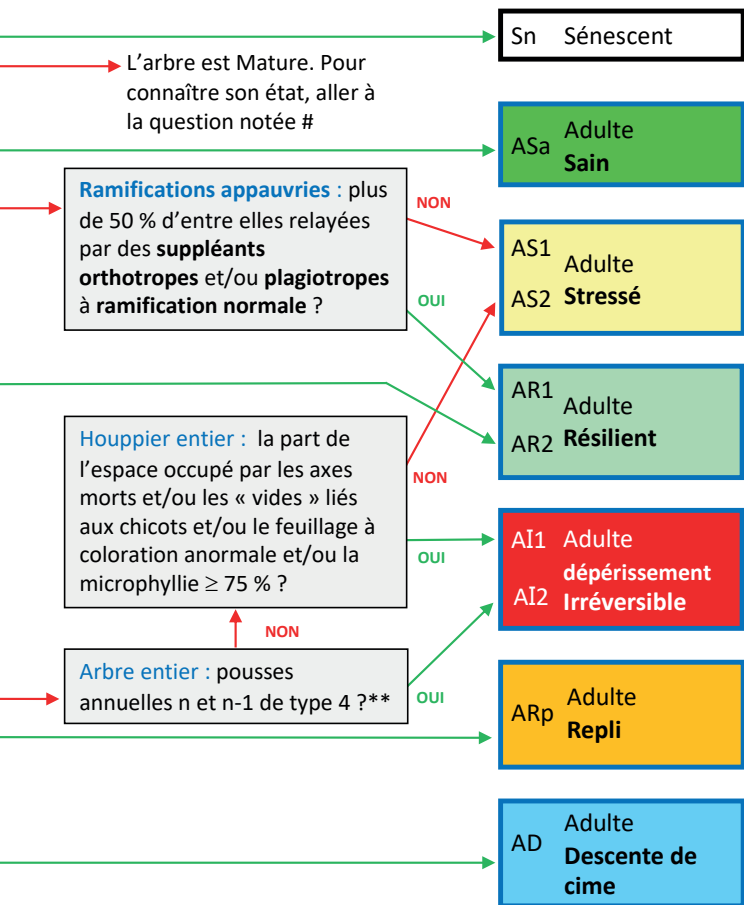 Sn Sénescent
L'arbre est Mature. Pour
connaître son état, aller à
la question notée #
ASa Adulte
Sain
Ramifications appauvries : plus
de 50 % d'entre elles relayées
par des suppléants
orthotropes et/ou plagiotropes
à ramification normale ?
NON
OUI
AS1
Adulte
AS2 Stressé
AR1
Adulte
AR2 Résilient
Houppier entier : la part de
l'espace occupé par les axes
morts et/ou les « vides » liés
aux chicots et/ou le feuillage à
coloration anormale et/ou la
microphyllie ≥ 75 % ?
NON
OUI
AI1 Adulte
dépérissement
AI2 Irréversible
NON
Arbre entier : pousses
annuelles n et n-1 de type 4 ?**
OUI
ARp Adulte
Repli
AD Adulte
Descente de
cime